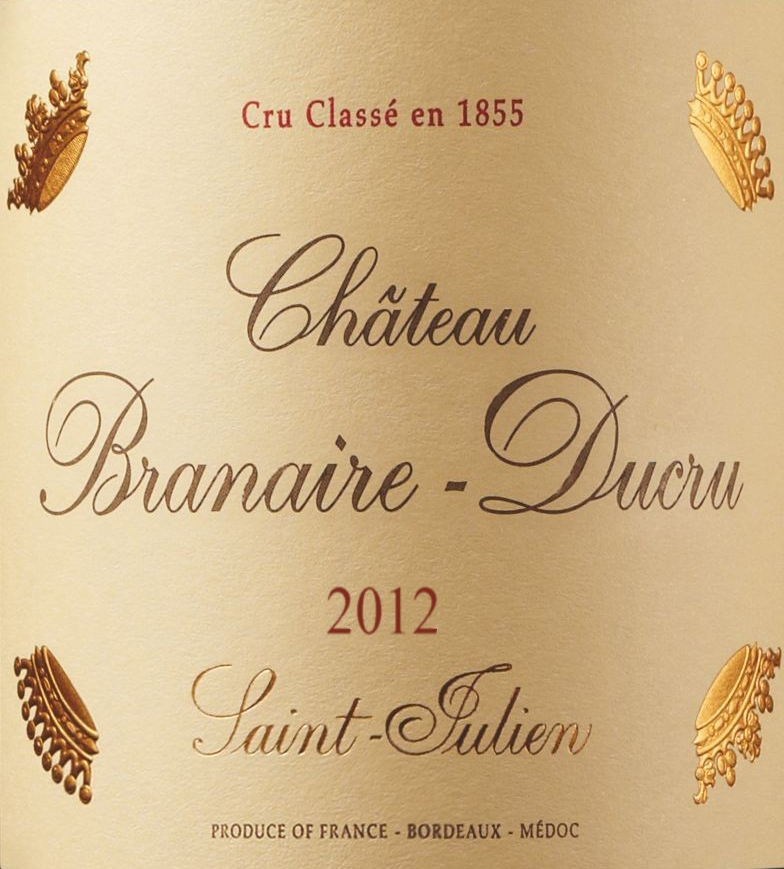 Cru Classé en 1855
Château
Branaire - Ducru
2012
Saint-Julien
PRODUCE OF FRANCE - BORDEAUX - MÉDOC